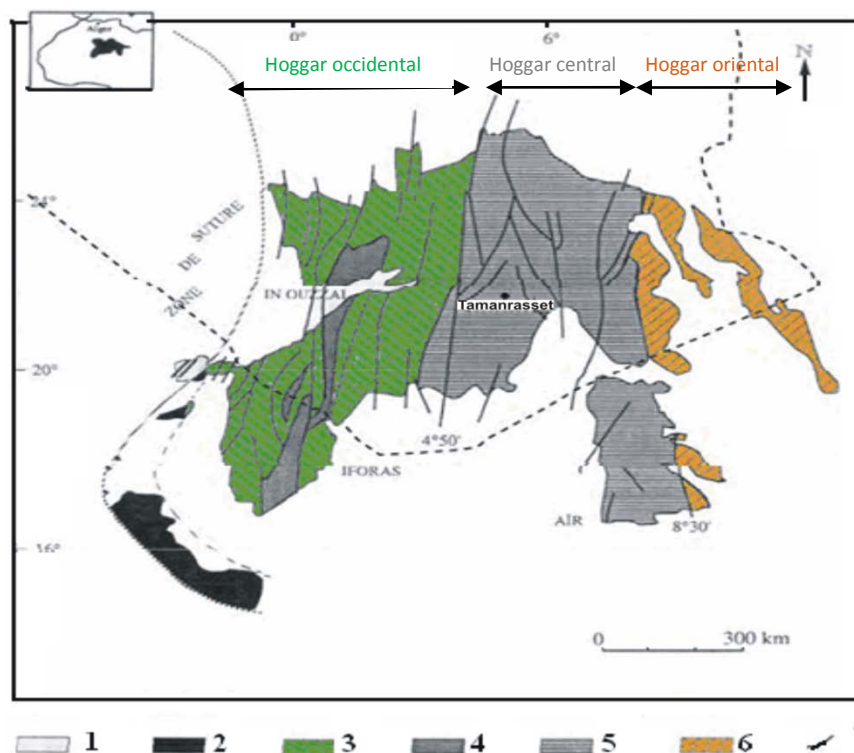 Alger
0°
6°
Hoggar occidental
Hoggar central
Hoggar oriental
N
24°
SUTURE
DE
ZONE
IN OUZZAL
Tamanrasset
20°
4°50'
IFORAS
AÏR
8°30'
16°
0
300 km
1
2
3
4
5
6